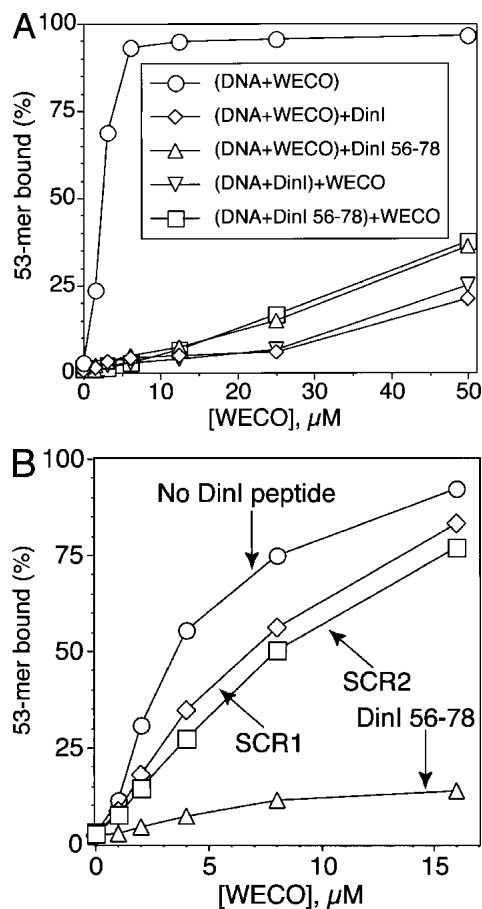 A
100
75
50
25
0
53-mer bound (%)
(DNA+WECO)
(DNA+WECO)+DinI
(DNA+WECO)+DinI 56-78
(DNA+DinI)+WECO
(DNA+DinI 56-78)+WECO
0 10 20 30 40 50
[WECO], μM
B
100
75
50
25
0
53-mer bound (%)
No DinI peptide
SCR2
SCR1
DinI 56-78
0 5 10 15
[WECO], μM